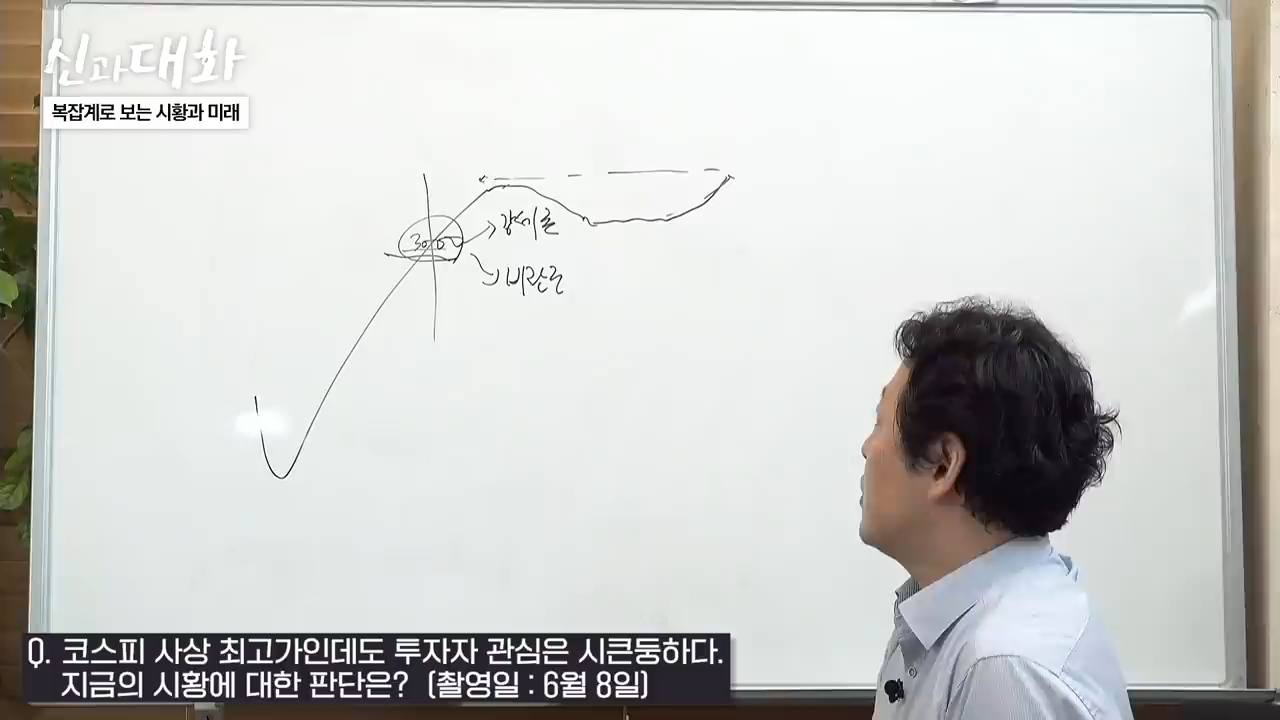 신과대화
복잡계로 보는 시황과 미래
3000
강세론
비관론
Q. 코스피 사상 최고가인데도 투자자 관심은 시큰둥하다.
지금의 시황에 대한 판단은? (촬영일 : 6월 8일)